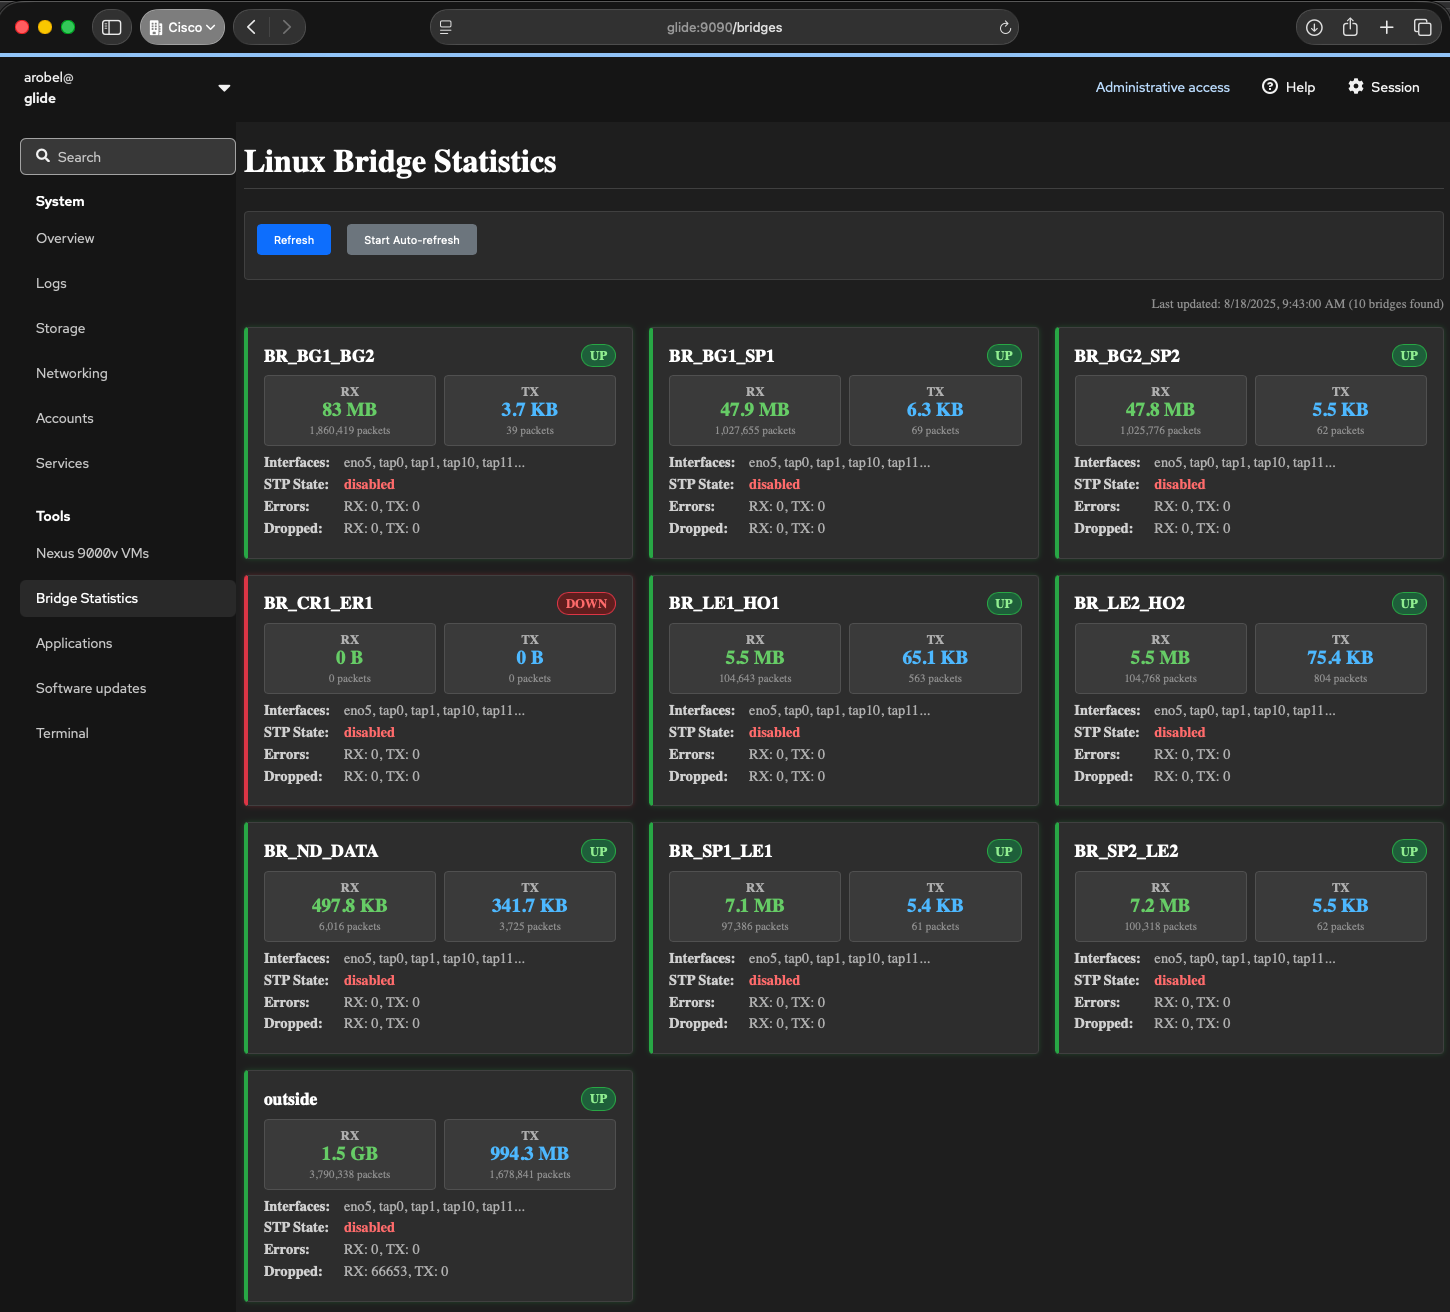 Cisco
glide:9090/bridges
arobel@
glide
Administrative access
Help
Session
Search
System
Overview
Logs
Storage
Networking
Accounts
Services
Tools
Nexus 9000v VMs
Bridge Statistics
Applications
Software updates
Terminal
Linux Bridge Statistics
Refresh
Start Auto-refresh
Last updated: 8/18/2025, 9:43:00 AM (10 bridges found)
BR_BG1_BG2
UP
RX
83 MB
1,860,419 packets
TX
3.7 KB
39 packets
Interfaces: eno5, tap0, tap1, tap10, tap11...
STP State: disabled
Errors: RX: 0, TX: 0
Dropped: RX: 0, TX: 0
BR_BG1_SP1
UP
RX
47.9 MB
1,027,655 packets
TX
6.3 KB
69 packets
Interfaces: eno5, tap0, tap1, tap10, tap11...
STP State: disabled
Errors: RX: 0, TX: 0
Dropped: RX: 0, TX: 0
BR_BG2_SP2
UP
RX
47.8 MB
1,025,776 packets
TX
5.5 KB
62 packets
Interfaces: eno5, tap0, tap1, tap10, tap11...
STP State: disabled
Errors: RX: 0, TX: 0
Dropped: RX: 0, TX: 0
BR_CR1_ER1
DOWN
RX
0 B
0 packets
TX
0 B
0 packets
Interfaces: eno5, tap0, tap1, tap10, tap11...
STP State: disabled
Errors: RX: 0, TX: 0
Dropped: RX: 0, TX: 0
BR_LE1_HO1
UP
RX
5.5 MB
104,643 packets
TX
65.1 KB
563 packets
Interfaces: eno5, tap0, tap1, tap10, tap11...
STP State: disabled
Errors: RX: 0, TX: 0
Dropped: RX: 0, TX: 0
BR_LE2_HO2
UP
RX
5.5 MB
104,768 packets
TX
75.4 KB
804 packets
Interfaces: eno5, tap0, tap1, tap10, tap11...
STP State: disabled
Errors: RX: 0, TX: 0
Dropped: RX: 0, TX: 0
BR_ND_DATA
UP
RX
497.8 KB
6,016 packets
TX
341.7 KB
3,725 packets
Interfaces: eno5, tap0, tap1, tap10, tap11...
STP State: disabled
Errors: RX: 0, TX: 0
Dropped: RX: 0, TX: 0
BR_SP1_LE1
UP
RX
7.1 MB
97,386 packets
TX
5.4 KB
61 packets
Interfaces: eno5, tap0, tap1, tap10, tap11...
STP State: disabled
Errors: RX: 0, TX: 0
Dropped: RX: 0, TX: 0
BR_SP2_LE2
UP
RX
7.2 MB
100,318 packets
TX
5.5 KB
62 packets
Interfaces: eno5, tap0, tap1, tap10, tap11...
STP State: disabled
Errors: RX: 0, TX: 0
Dropped: RX: 0, TX: 0
outside
UP
RX
1.5 GB
3,790,338 packets
TX
994.3 MB
1,678,841 packets
Interfaces: eno5, tap0, tap1, tap10, tap11...
STP State: disabled
Errors: RX: 0, TX: 0
Dropped: RX: 66653, TX: 0